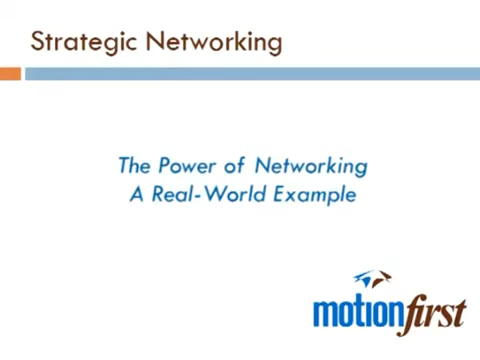 Strategic Networking
The Power of Networking
A Real-World Example
motionfirst